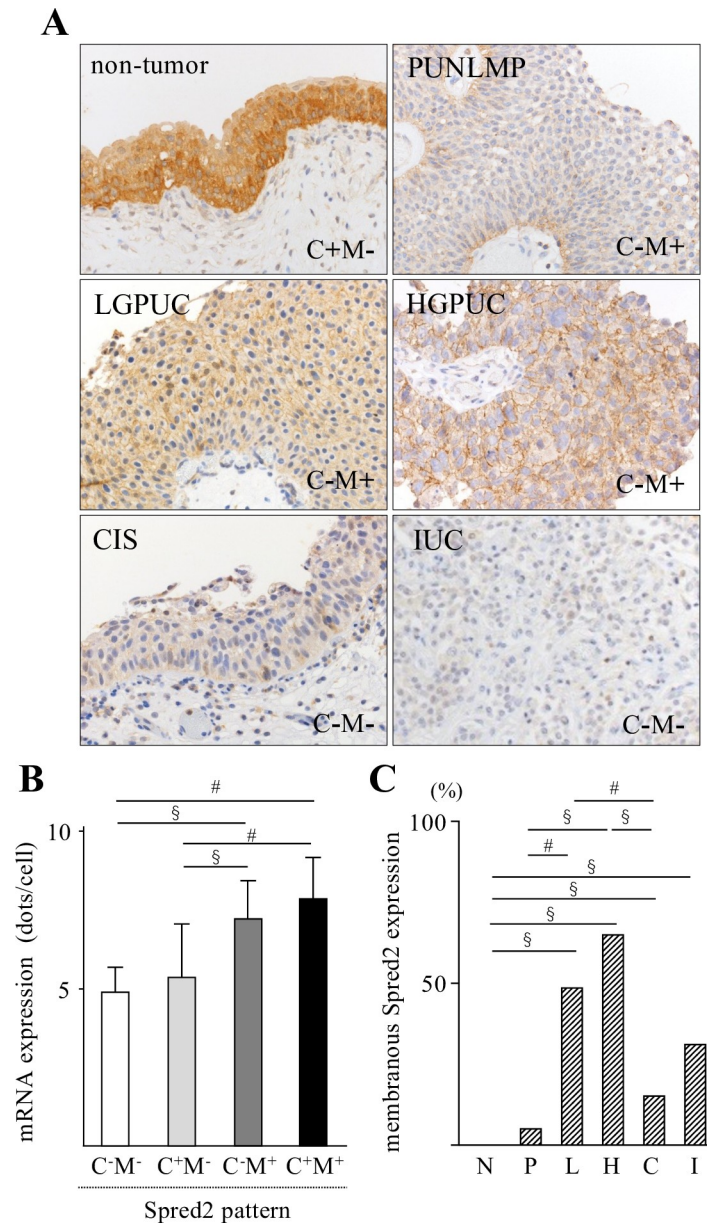 A
non-tumor
C+M-
PUNLMP
C-M+
LGPUC
C-M+
HGPUC
C-M+
CIS
C-M-
IUC
C-M-
B
mRNA expression (dots/cell)
10
5
#
§
#
§
C⁻M⁻ C⁺M⁻ C⁻M⁺ C⁺M⁺
Spred2 pattern
C
(%)
membranous Spred2 expression
100
50
#
§ §
#
§
§
§
§
N P L H C I